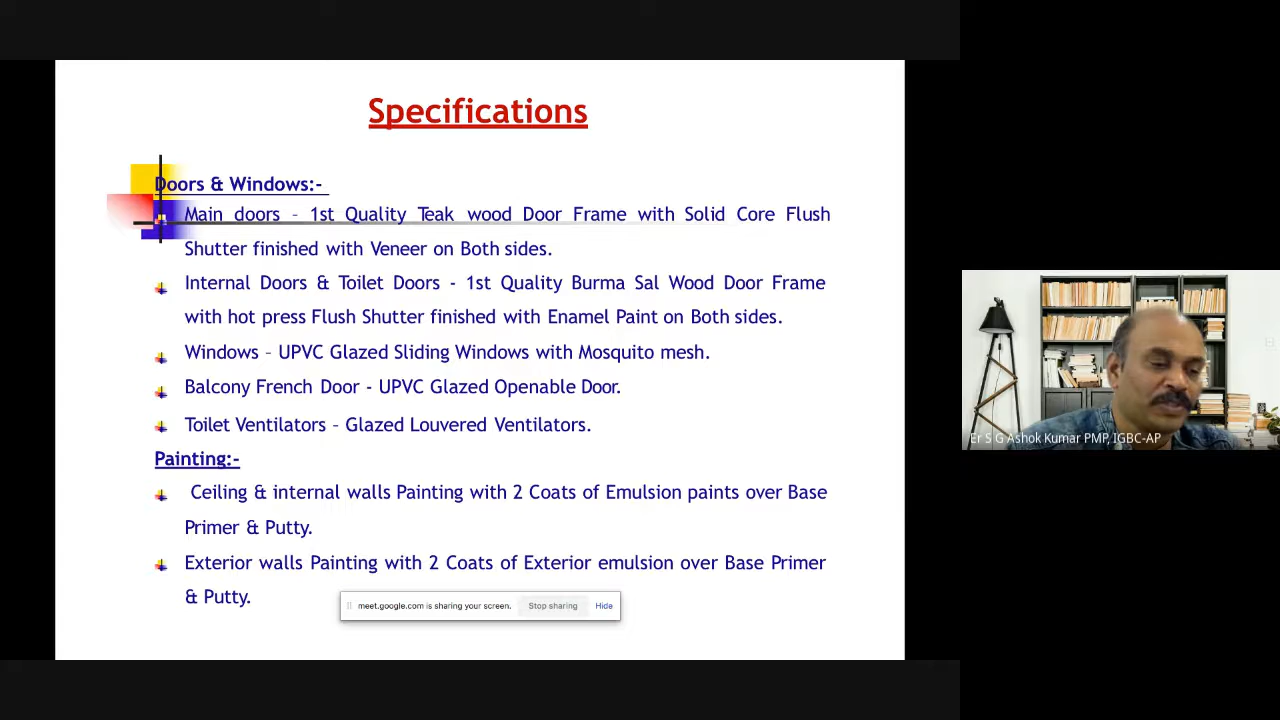 Specifications
Doors & Windows:-
Main doors – 1st Quality Teak wood Door Frame with Solid Core Flush
Shutter finished with Veneer on Both sides.
Internal Doors & Toilet Doors - 1st Quality Burma Sal Wood Door Frame
with hot press Flush Shutter finished with Enamel Paint on Both sides.
Windows – UPVC Glazed Sliding Windows with Mosquito mesh.
Balcony French Door - UPVC Glazed Openable Door.
Toilet Ventilators – Glazed Louvered Ventilators.
Painting:-
Ceiling & internal walls Painting with 2 Coats of Emulsion paints over Base
Primer & Putty.
Exterior walls Painting with 2 Coats of Exterior emulsion over Base Primer
& Putty.
meet.google.com is sharing your screen. Stop sharing Hide
Er S G Ashok Kumar PMP, IGBC-AP